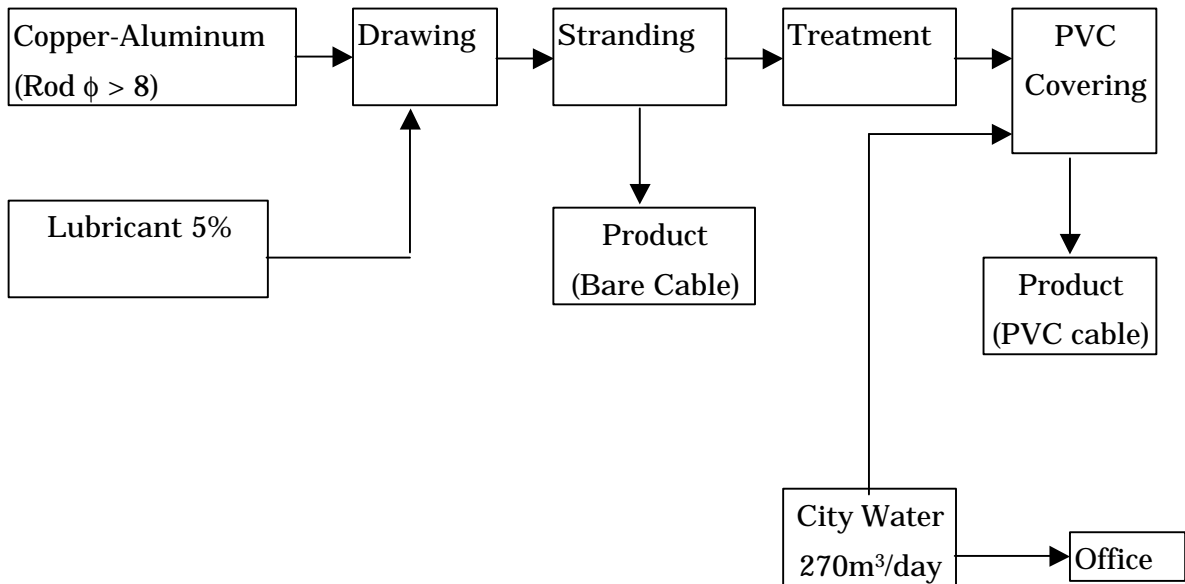 Copper-Aluminum
(Rod ϕ > 8)
Drawing
Stranding
Treatment
PVC
Covering
Lubricant 5%
Product
(Bare Cable)
Product
(PVC cable)
City Water
270m³/day
Office